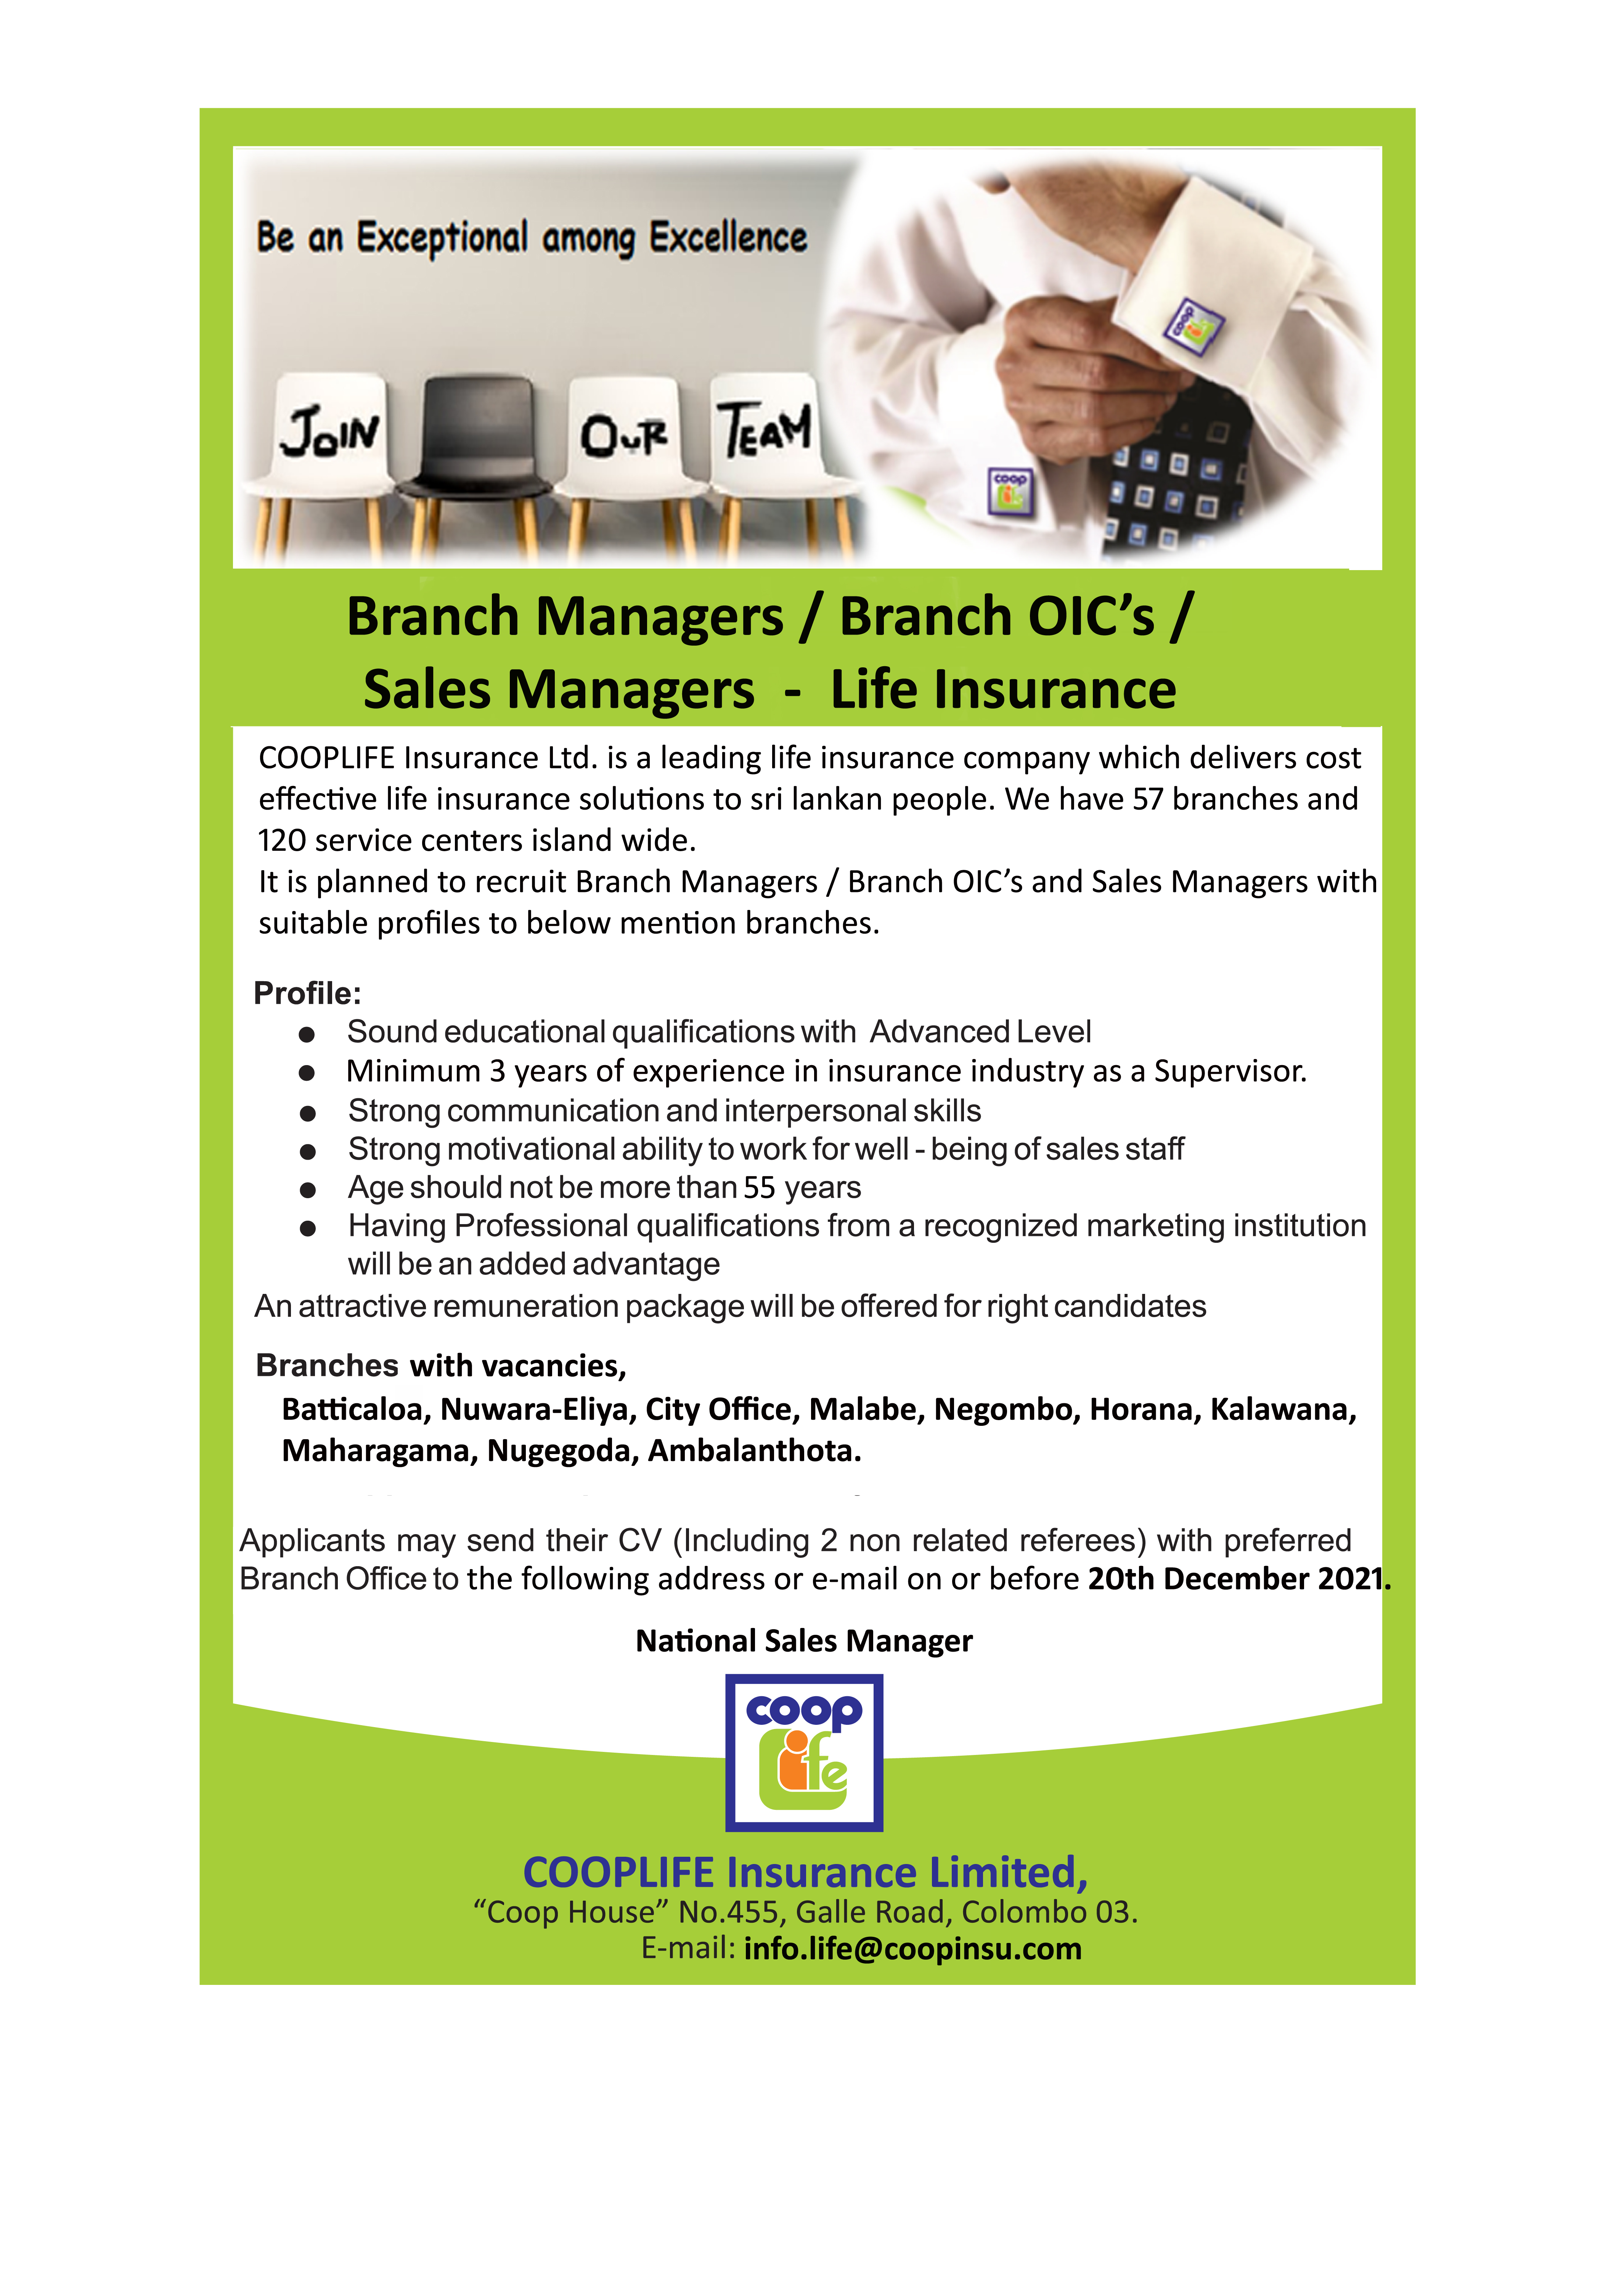 Be an Exceptional among Excellence
JOIN OUR TEAM
coop life
coop life
Branch Managers / Branch OIC’s /
Sales Managers - Life Insurance
COOPLIFE Insurance Ltd. is a leading life insurance company which delivers cost
effective life insurance solutions to sri lankan people. We have 57 branches and
120 service centers island wide.
It is planned to recruit Branch Managers / Branch OIC’s and Sales Managers with
suitable profiles to below mention branches.
Profile:
● Sound educational qualifications with Advanced Level
● Minimum 3 years of experience in insurance industry as a Supervisor.
● Strong communication and interpersonal skills
● Strong motivational ability to work for well - being of sales staff
● Age should not be more than 55 years
● Having Professional qualifications from a recognized marketing institution
will be an added advantage
An attractive remuneration package will be offered for right candidates
Branches with vacancies,
Batticaloa, Nuwara-Eliya, City Office, Malabe, Negombo, Horana, Kalawana,
Maharagama, Nugegoda, Ambalanthota.
Applicants may send their CV (Including 2 non related referees) with preferred
Branch Office to the following address or e-mail on or before 20th December 2021.
National Sales Manager
coop
Life
COOPLIFE Insurance Limited,
“Coop House” No.455, Galle Road, Colombo 03.
E-mail: info.life@coopinsu.com